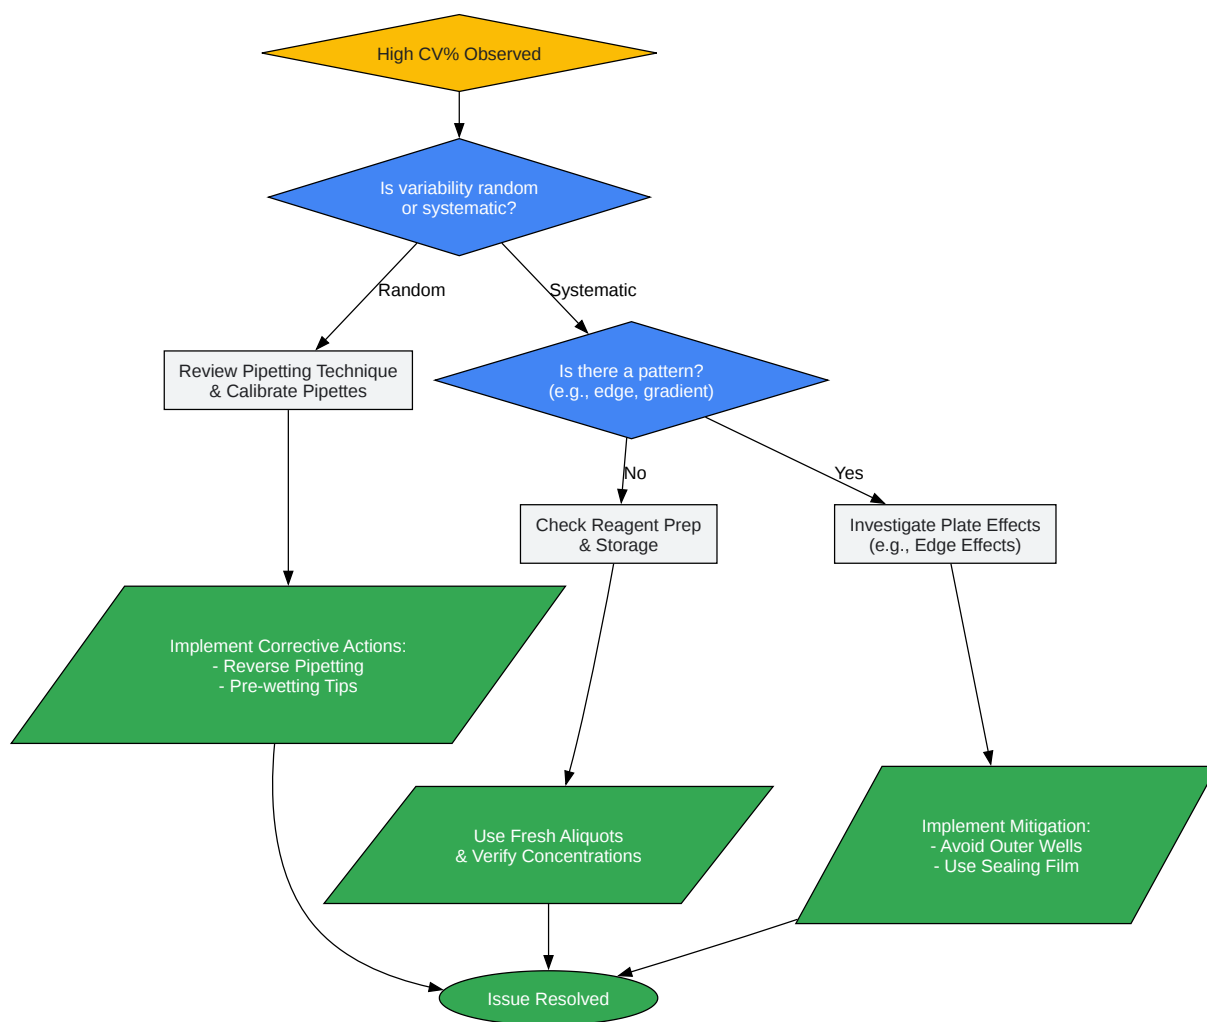 High CV% Observed
Is variability random
or systematic?
Random
Systematic
Review Pipetting Technique
& Calibrate Pipettes
Is there a pattern?
(e.g., edge, gradient)
No
Yes
Check Reagent Prep
& Storage
Investigate Plate Effects
(e.g., Edge Effects)
Implement Corrective Actions:
- Reverse Pipetting
- Pre-wetting Tips
Use Fresh Aliquots
& Verify Concentrations
Implement Mitigation:
- Avoid Outer Wells
- Use Sealing Film
Issue Resolved